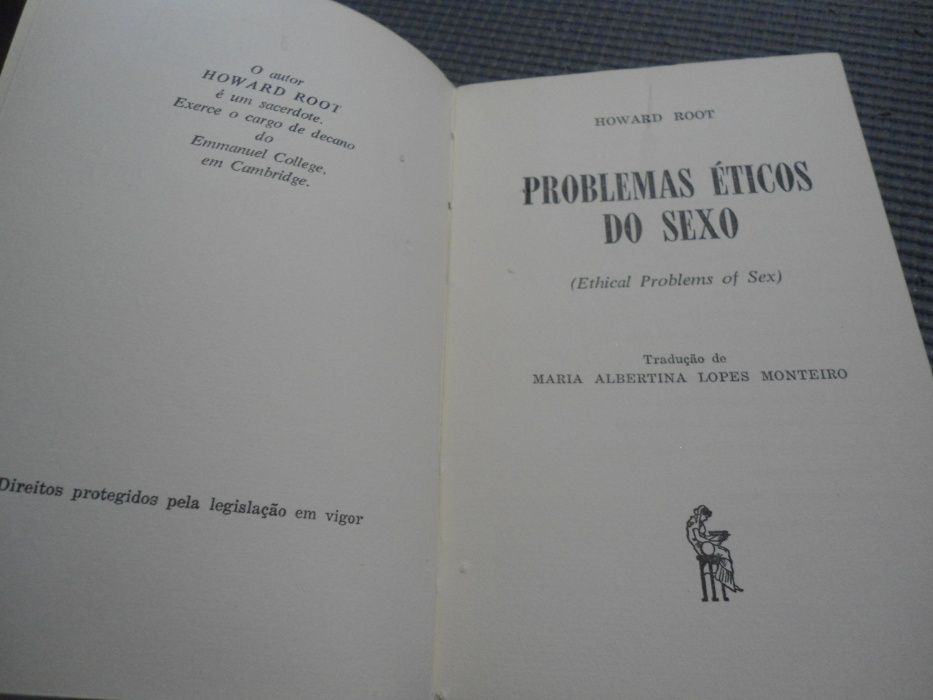 O autor
HOWARD ROOT
é um sacerdote.
Exerce o cargo de decano
do
Emmanuel College,
em Cambridge.
Direitos protegidos pela legislação em vigor
HOWARD ROOT
PROBLEMAS ÉTICOS
DO SEXO
(Ethical Problems of Sex)
Tradução de
MARIA ALBERTINA LOPES MONTEIRO